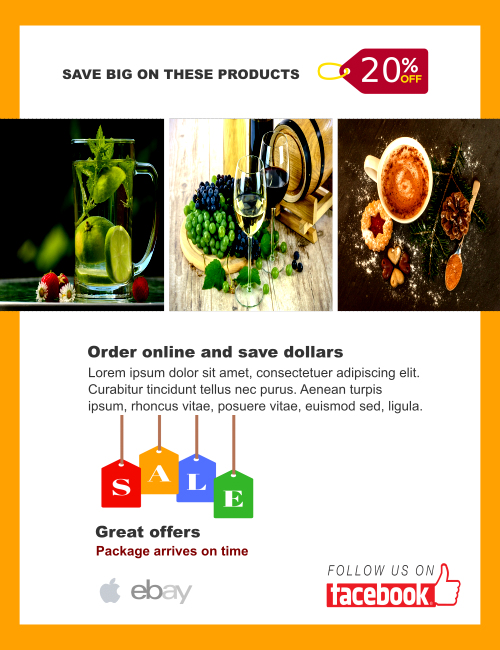 SAVE BIG ON THESE PRODUCTS
20% OFF
Order online and save dollars
Lorem ipsum dolor sit amet, consectetuer adipiscing elit.
Curabitur tincidunt tellus nec purus. Aenean turpis
ipsum, rhoncus vitae, posuere vitae, euismod sed, ligula.
SALE
Great offers
Package arrives on time
ebay
FOLLOW US ON
facebook